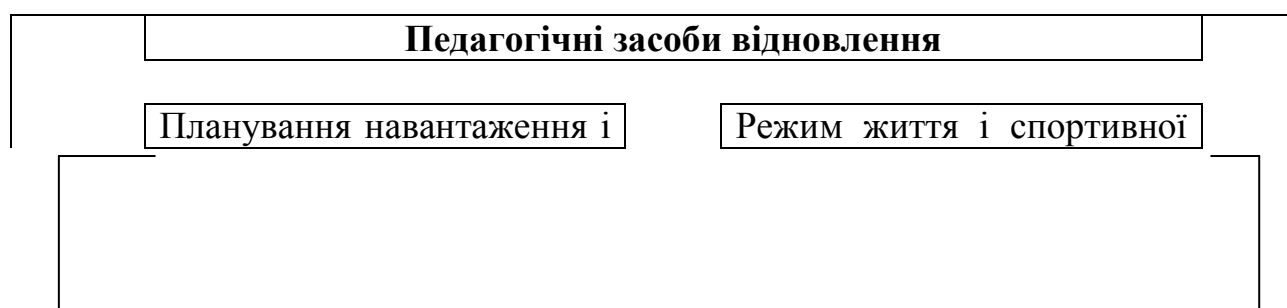 Педагогічні засоби відновлення
Планування навантаження і
Режим життя і спортивної